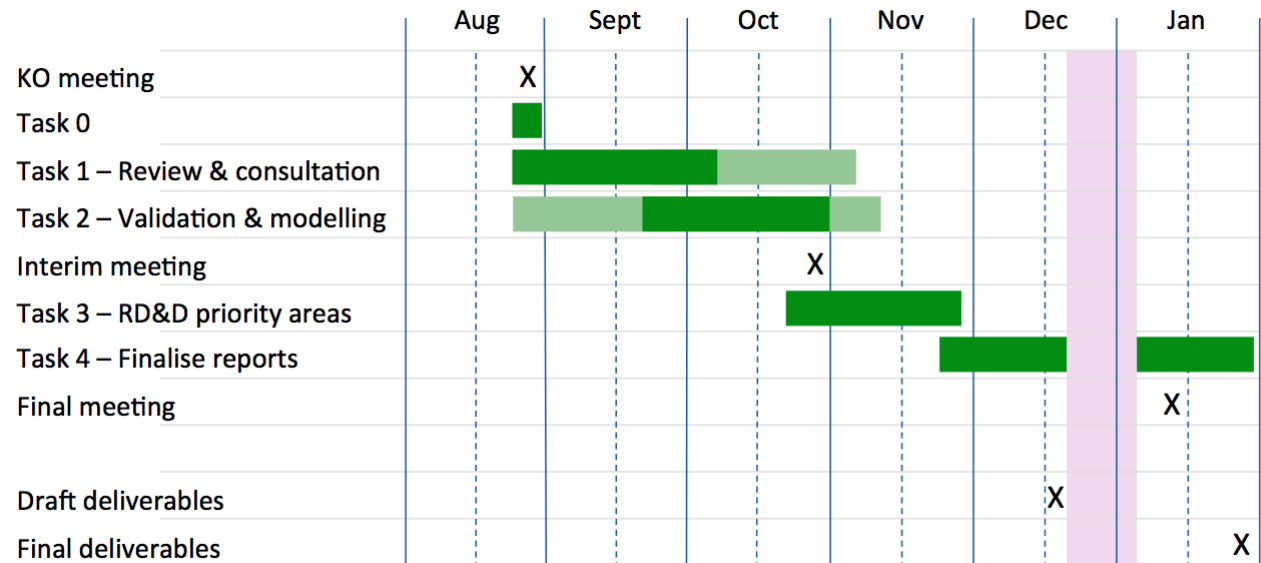 Aug Sept Oct Nov Dec Jan
KO meeting X
Task 0
Task 1 – Review & consultation
Task 2 – Validation & modelling
Interim meeting X
Task 3 – RD&D priority areas
Task 4 – Finalise reports
Final meeting X
Draft deliverables X
Final deliverables X